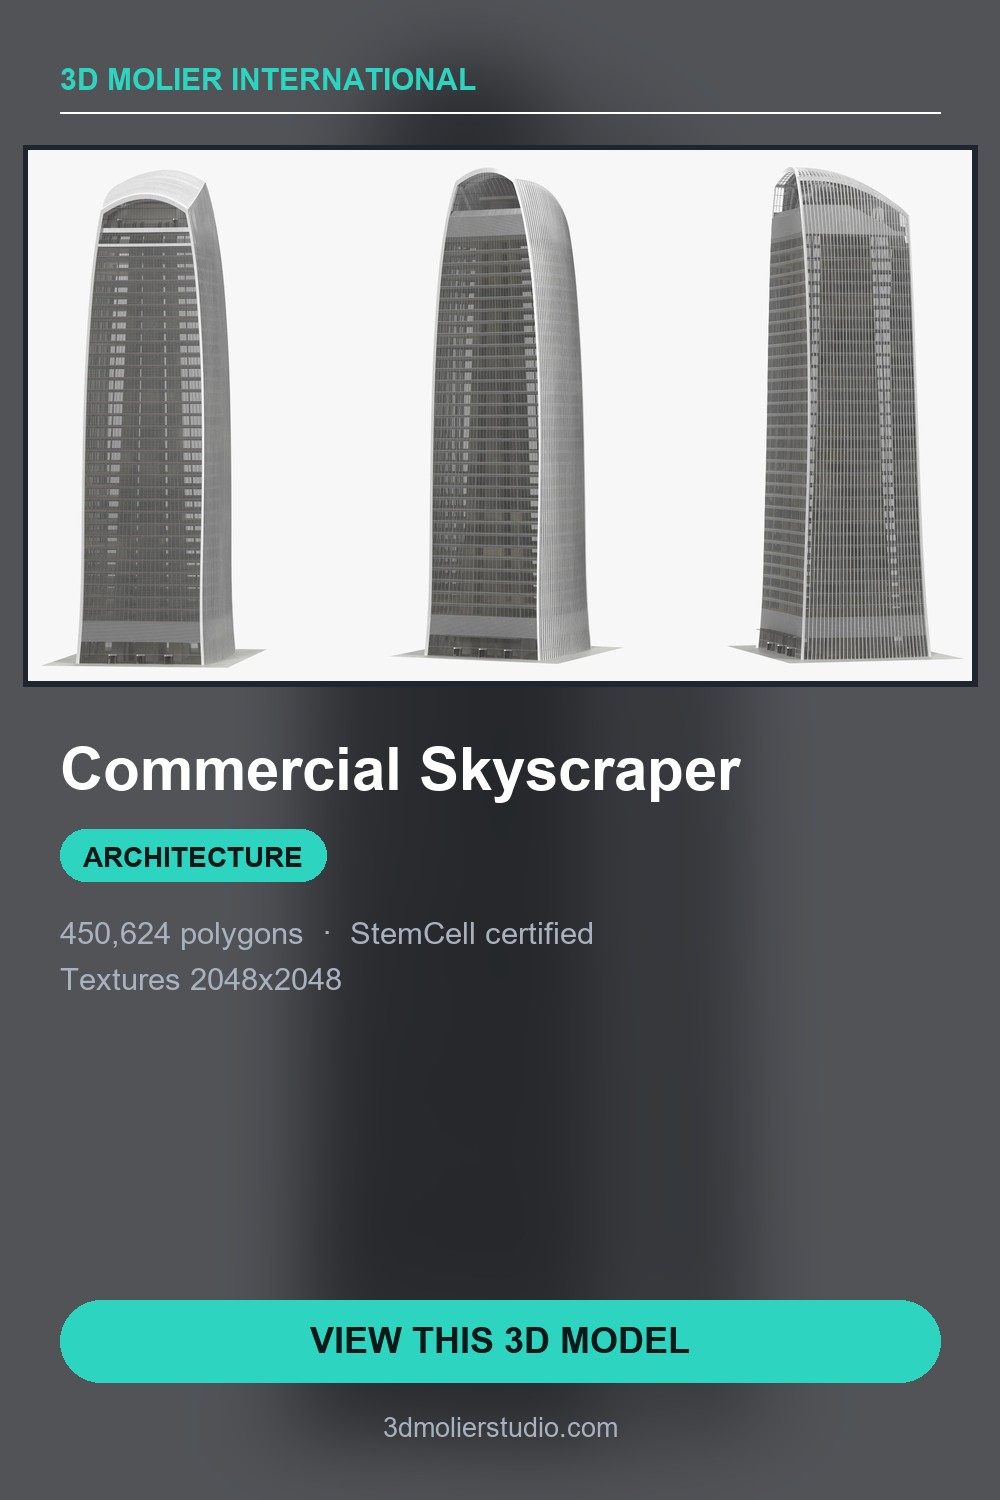 3D MOLIER INTERNATIONAL
Commercial Skyscraper
ARCHITECTURE
450,624 polygons · StemCell certified
Textures 2048x2048
VIEW THIS 3D MODEL
3dmolierstudio.com